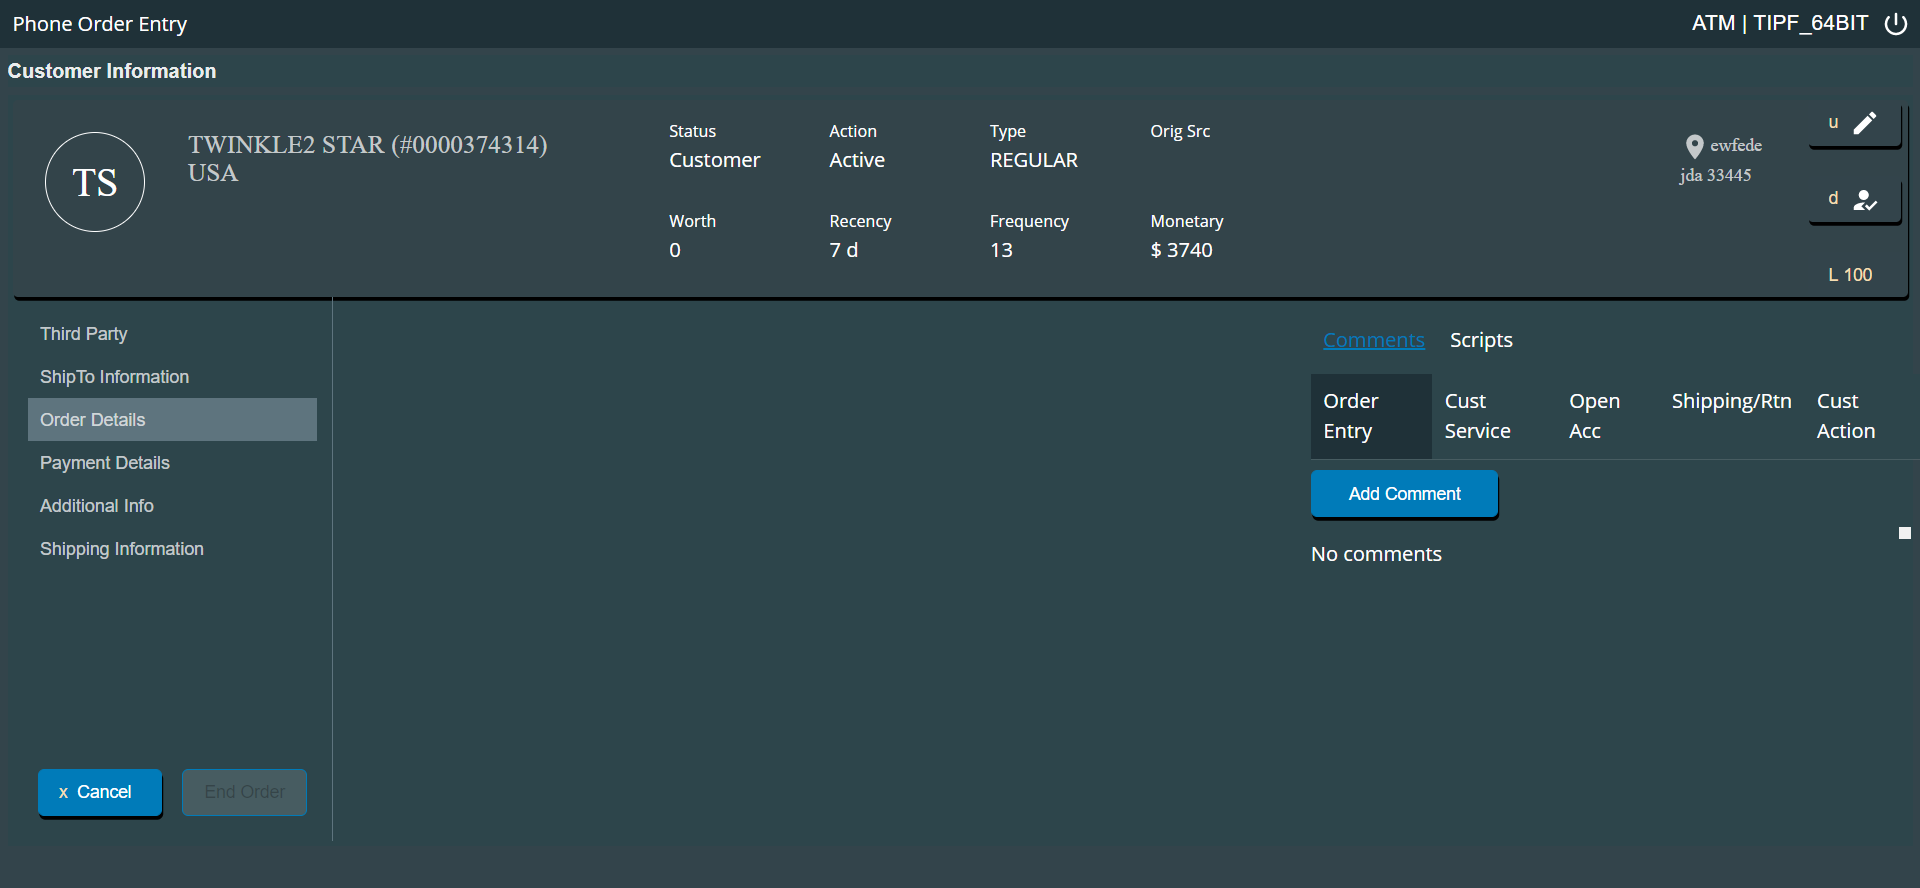 Phone Order Entry
ATM | TIPF_64BIT
Customer Information
TS
TWINKLE2 STAR (#0000374314)
USA
Status
Customer
Action
Active
Type
REGULAR
Orig Src
Worth
0
Recency
7 d
Frequency
13
Monetary
$ 3740
ewfede
jda 33445
u
d
L 100
Third Party
ShipTo Information
Order Details
Payment Details
Additional Info
Shipping Information
x Cancel
End Order
Comments
Scripts
Order
Entry
Cust
Service
Open
Acc
Shipping/Rtn
Cust
Action
Add Comment
No comments